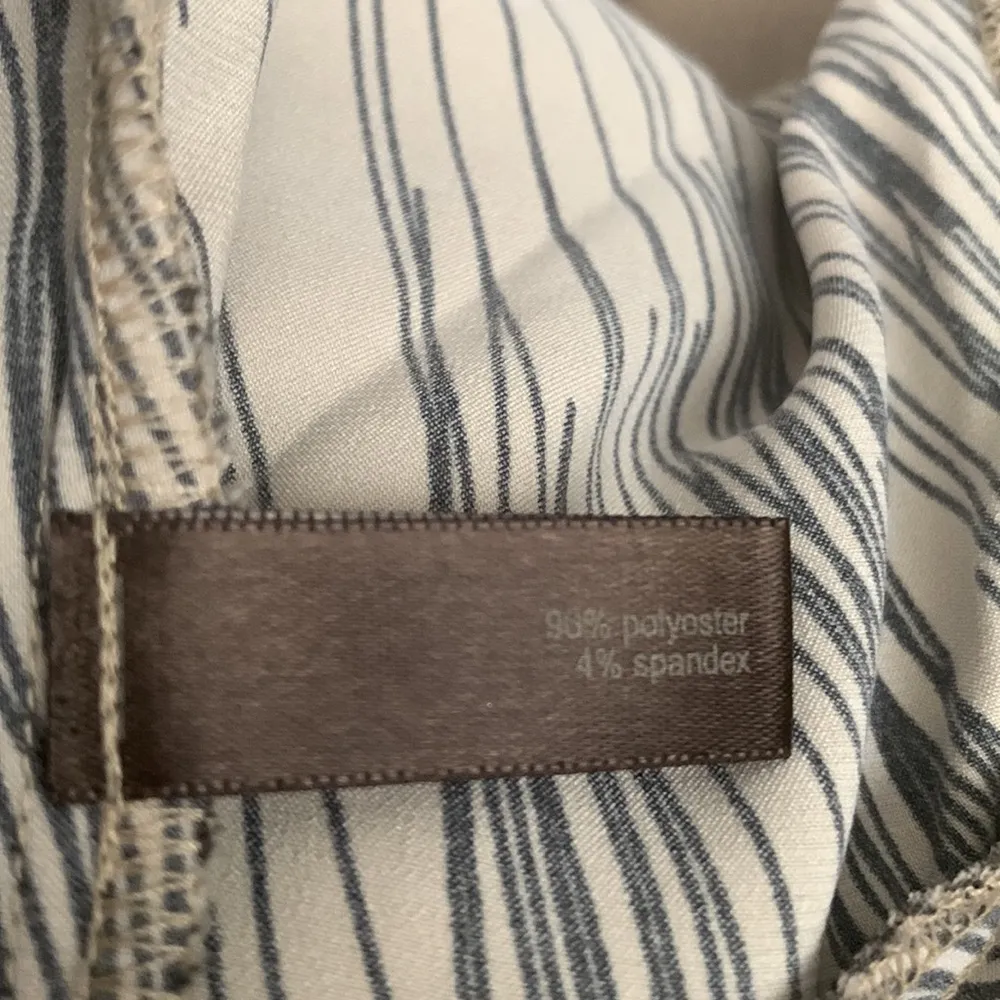 96% polyester
4% spandex